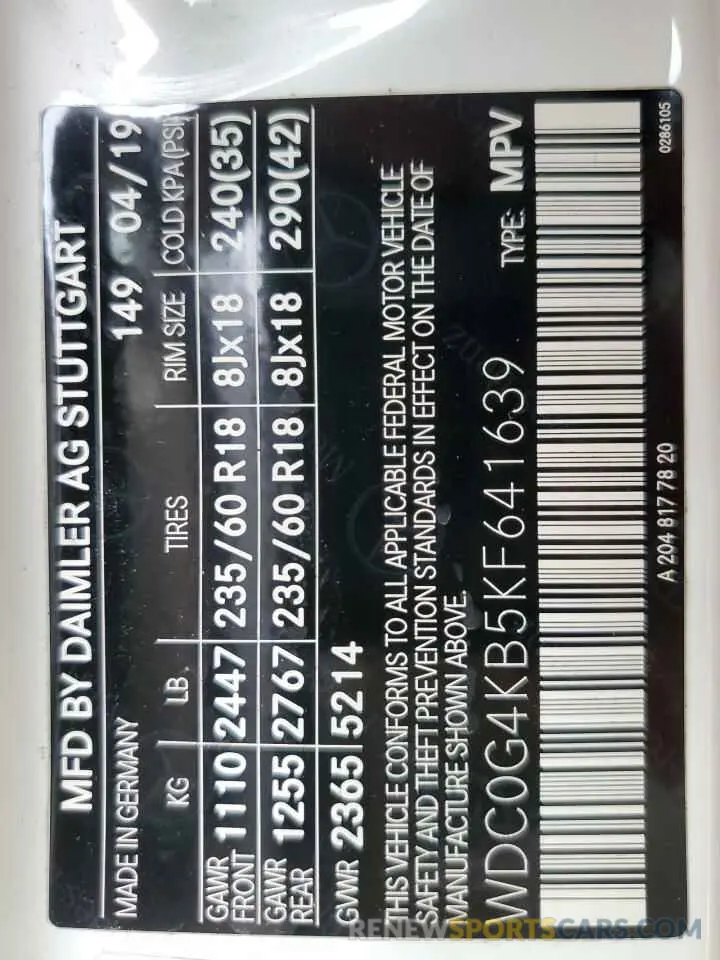 MFD BY DAIMLER AG STUTTGART
MADE IN GERMANY 149 04/19
KG LB. TIRES RIM SIZE COLD KPA(PSI)
GAWR FRONT 1110 2447 235/60 R18 8Jx18 240(35)
GAWR REAR 1255 2767 235/60 R18 8Jx18 290(42)
GVWR 2365 5214
THIS VEHICLE CONFORMS TO ALL APPLICABLE FEDERAL MOTOR VEHICLE
SAFETY AND THEFT PREVENTION STANDARDS IN EFFECT ON THE DATE OF
MANUFACTURE SHOWN ABOVE.
WDC0G4KB5KF641639 TYPE: MPV
A 204 817 78 20 0286105
RENEWSPORTSCARS.COM